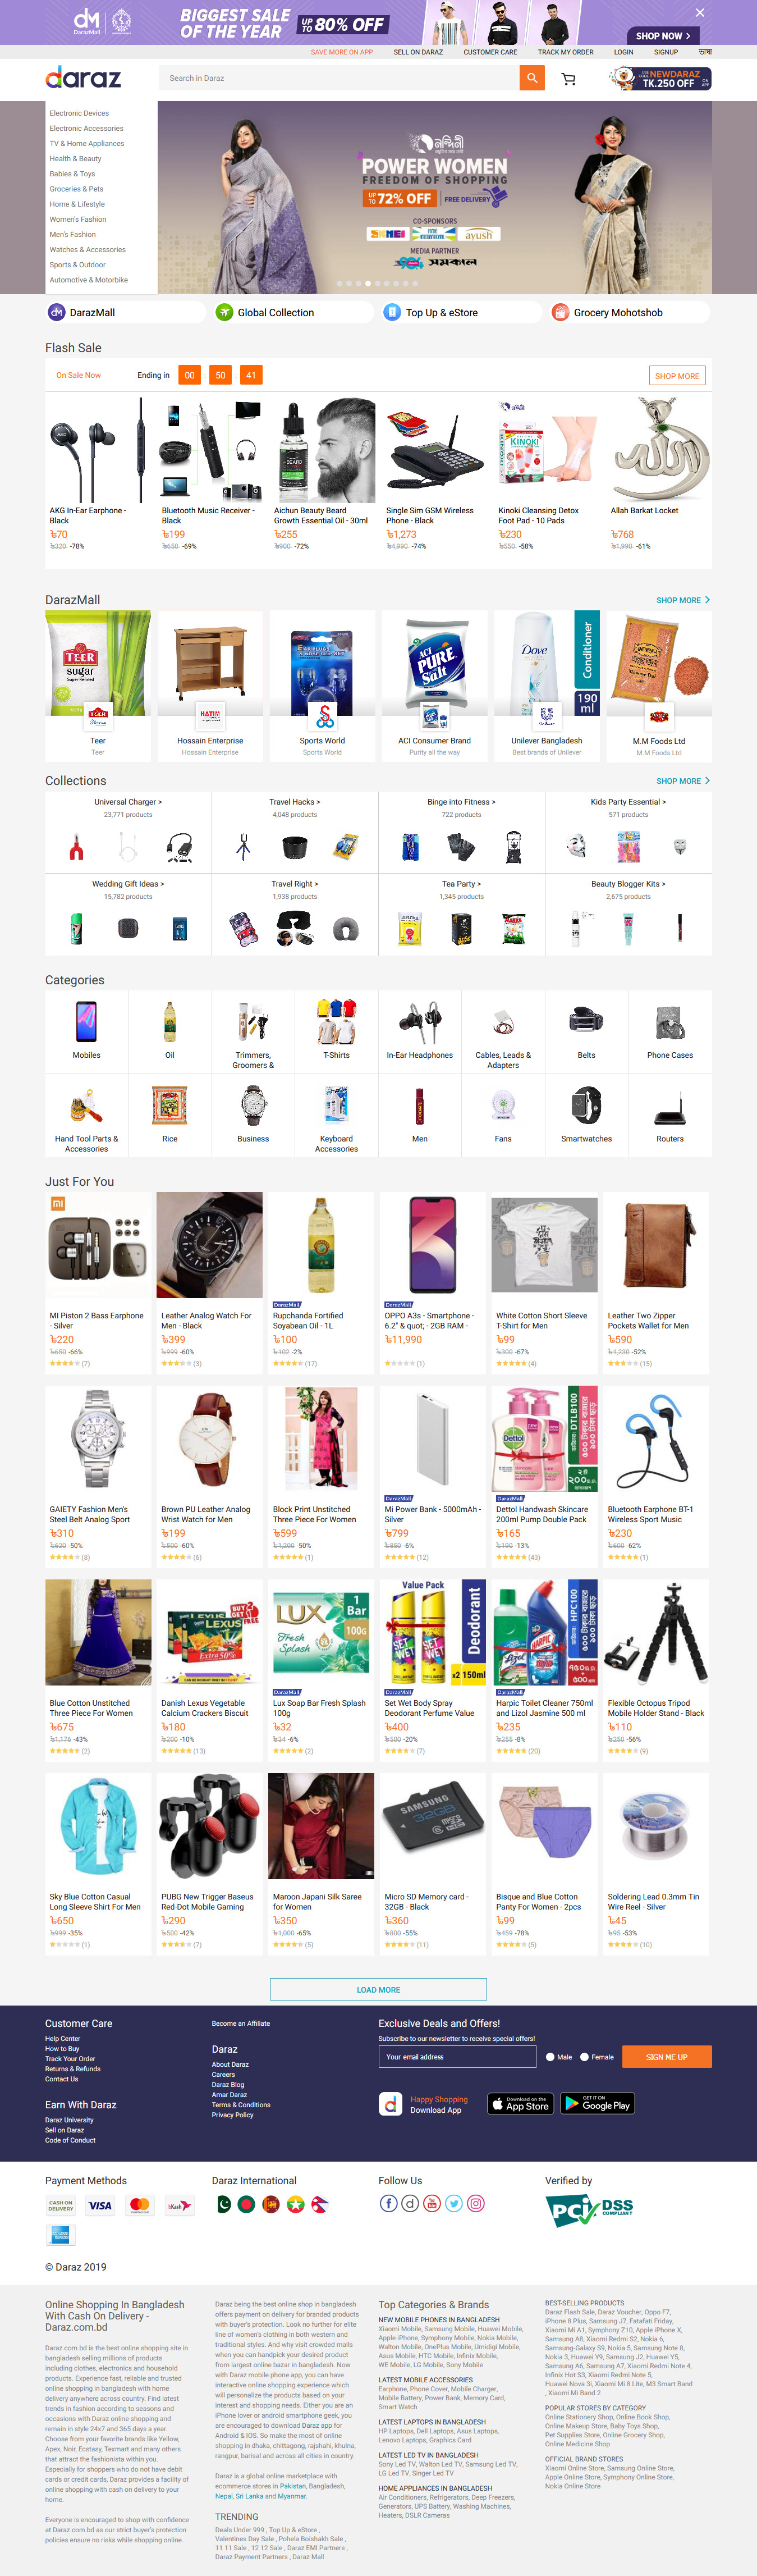 DarazMall
BIGGEST SALE
OF THE YEAR
UP TO 80% OFF
SHOP NOW
SAVE MORE ON APP
SELL ON DARAZ
CUSTOMER CARE
TRACK MY ORDER
LOGIN
SIGNUP
ভাষা
daraz
Search in Daraz
NEWDARAZ
TK.250 OFF
Electronic Devices
Electronic Accessories
TV & Home Appliances
Health & Beauty
Babies & Toys
Groceries & Pets
Home & Lifestyle
Women's Fashion
Men's Fashion
Watches & Accessories
Sports & Outdoor
Automotive & Motorbike
নন্দিনী
POWER WOMEN
FREEDOM OF SHOPPING
UP TO 72% OFF
FREE DELIVERY
CO-SPONSORS
ayush
MEDIA PARTNER
সমকাল
DarazMall
Global Collection
Top Up & eStore
Grocery Mohotshob
Flash Sale
On Sale Now
Ending in
00
50
41
SHOP MORE
AKG In-Ear Earphone - Black
৳70
৳320 -78%
Bluetooth Music Receiver - Black
৳199
৳650 -69%
Aichun Beauty Beard Growth Essential Oil - 30ml
৳255
৳900 -72%
Single Sim GSM Wireless Phone - Black
৳1,273
৳4,990 -74%
Kinoki Cleansing Detox Foot Pad - 10 Pads
৳230
৳550 -58%
Allah Barkat Locket
৳768
৳1,990 -61%
DarazMall
SHOP MORE
TEER
sugar
ACI
PURE
Salt
Dove
Conditioner
190 ml
Teer
Teer
Hossain Enterprise
Hossain Enterprise
Sports World
Sports World
ACI Consumer Brand
Purity all the way
Unilever Bangladesh
Best brands of Unilever
M.M Foods Ltd
M.M Foods Ltd
Collections
SHOP MORE
Universal Charger >
23,771 products
Travel Hacks >
4,048 products
Binge into Fitness >
722 products
Kids Party Essential >
571 products
Wedding Gift Ideas >
15,782 products
Travel Right >
1,938 products
Tea Party >
1,345 products
Beauty Blogger Kits >
2,675 products
Categories
Mobiles
Oil
Trimmers, Groomers &
T-Shirts
In-Ear Headphones
Cables, Leads & Adapters
Belts
Phone Cases
Hand Tool Parts & Accessories
Rice
Business
Keyboard Accessories
Men
Fans
Smartwatches
Routers
Just For You
MI Piston 2 Bass Earphone - Silver
৳220
৳650 -66%
(7)
Leather Analog Watch For Men - Black
৳399
৳999 -60%
(3)
DarazMall
Rupchanda Fortified Soyabean Oil - 1L
৳100
৳102 -2%
(17)
DarazMall
OPPO A3s - Smartphone - 6.2" & quot; - 2GB RAM -
৳11,990
(1)
White Cotton Short Sleeve T-Shirt for Men
৳99
৳300 -67%
(4)
Leather Two Zipper Pockets Wallet for Men
৳590
৳1,230 -52%
(15)
GAIETY Fashion Men's Steel Belt Analog Sport
৳310
৳620 -50%
(8)
Brown PU Leather Analog Wrist Watch for Men
৳199
৳500 -60%
(6)
Block Print Unstitched Three Piece For Women
৳599
৳1,200 -50%
(1)
DarazMall
Mi Power Bank - 5000mAh - Silver
৳799
৳850 -6%
(12)
Dettol
DTLB100
DarazMall
Dettol Handwash Skincare 200ml Pump Double Pack
৳165
৳190 -13%
(43)
Bluetooth Earphone BT-1 Wireless Sport Music
৳230
৳600 -62%
(1)
Blue Cotton Unstitched Three Piece For Women
৳675
৳1,176 -43%
(2)
BUY 2 GET 1 FREE
LEXUS
Danish Lexus Vegetable Calcium Crackers Biscuit
৳180
৳200 -10%
(13)
LUX
Fresh Splash
1 Bar
100g
DarazMall
Lux Soap Bar Fresh Splash 100g
৳32
৳34 -6%
(2)
Value Pack
SET WET
Deodorant
x2 150ml
DarazMall
Set Wet Body Spray Deodorant Perfume Value
৳400
৳500 -20%
(7)
Lizol
HARPIC
HPC100
DarazMall
Harpic Toilet Cleaner 750ml and Lizol Jasmine 500 ml
৳235
৳255 -8%
(20)
Flexible Octopus Tripod Mobile Holder Stand - Black
৳110
৳250 -56%
(9)
Sky Blue Cotton Casual Long Sleeve Shirt For Men
৳650
৳999 -35%
(1)
PUBG New Trigger Baseus Red-Dot Mobile Gaming
৳290
৳500 -42%
(7)
Maroon Japani Silk Saree for Women
৳350
৳1,000 -65%
(5)
SAMSUNG
32GB
Micro SD Memory card - 32GB - Black
৳360
৳800 -55%
(11)
Bisque and Blue Cotton Panty For Women - 2pcs
৳99
৳459 -78%
(5)
Soldering Lead 0.3mm Tin Wire Reel - Silver
৳45
৳95 -53%
(10)
LOAD MORE
Customer Care
Help Center
How to Buy
Track Your Order
Returns & Refunds
Contact Us
Earn With Daraz
Daraz University
Sell on Daraz
Code of Conduct
Become an Affiliate
Daraz
About Daraz
Careers
Daraz Blog
Amar Daraz
Terms & Conditions
Privacy Policy
Exclusive Deals and Offers!
Subscribe to our newsletter to receive special offers!
Your email address
Male
Female
SIGN ME UP
Happy Shopping
Download App
Download on the App Store
GET IT ON Google Play
Payment Methods
CASH ON DELIVERY
VISA
bKash
Daraz International
Follow Us
Verified by
PCI DSS COMPLIANT
© Daraz 2019
Online Shopping In Bangladesh
With Cash On Delivery -
Daraz.com.bd
Daraz.com.bd is the best online shopping site in
bangladesh selling millions of products
including clothes, electronics and household
products. Experience fast, reliable and trusted
online shopping in bangladesh with home
delivery anywhere across country. Find latest
trends in fashion according to seasons and
occasions with Daraz online shopping and
remain in style 24x7 and 365 days a year.
Choose from your favorite brands like Yellow,
Apex, Noir, Ecstasy, Texmart and many others
that attract the fashionista within you.
Especially for shoppers who do not have debit
cards or credit cards, Daraz provides a facility of
online shopping with cash on delivery to your
home.
Everyone is encouraged to shop with confidence
at Daraz.com.bd as our strict buyer's protection
policies ensure no risks while shopping online.
Daraz being the best online shop in bangladesh
offers payment on delivery for branded products
with buyer's protection. Look no further for elite
line of women's clothing in both western and
traditional styles. And why visit crowded malls
when you can handpick your desired product
from largest online bazar in bangladesh. Now
with Daraz mobile phone app, you can have
interactive online shopping experience which
will personalize the products based on your
interest and shopping needs. Either you are an
iPhone lover or android smartphone geek, you
are encouraged to download Daraz app for
Android & IOS. So make the most of online
shopping in dhaka, chittagong, rajshahi, khulna,
rangpur, barisal and across all cities in country.
Daraz is a global online marketplace with
ecommerce stores in Pakistan, Bangladesh,
Nepal, Sri Lanka and Myanmar.
TRENDING
Deals Under 999 , Top Up & eStore ,
Valentines Day Sale , Pohela Boishakh Sale ,
11 11 Sale , 12 12 Sale , Daraz EMI Partners ,
Daraz Payment Partners , Daraz Mall
Top Categories & Brands
NEW MOBILE PHONES IN BANGLADESH
Xiaomi Mobile, Samsung Mobile, Huawei Mobile,
Apple iPhone, Symphony Mobile, Nokia Mobile,
Walton Mobile, OnePlus Mobile, Umidigi Mobile,
Asus Mobile, HTC Mobile, Infinix Mobile,
WE Mobile, LG Mobile, Sony Mobile
LATEST MOBILE ACCESSORIES
Earphone, Phone Cover, Mobile Charger,
Mobile Battery, Power Bank, Memory Card,
Smart Watch
LATEST LAPTOPS IN BANGLADESH
HP Laptops, Dell Laptops, Asus Laptops,
Lenovo Laptops, Graphics Card
LATEST LED TV IN BANGLADESH
Sony Led TV, Walton Led TV, Samsung Led TV,
LG Led TV, Singer Led TV
HOME APPLIANCES IN BANGLADESH
Air Conditioners, Refrigerators, Deep Freezers,
Generators, UPS Battery, Washing Machines,
Heaters, DSLR Cameras
BEST-SELLING PRODUCTS
Daraz Flash Sale, Daraz Voucher, Oppo F7,
iPhone 8 Plus, Samsung J7, Fatafati Friday,
Xiaomi Mi A1, Symphony Z10, Apple iPhone X,
Samsung A8, Xiaomi Redmi S2, Nokia 6,
Samsung-Galaxy S9, Nokia 5, Samsung Note 8,
Nokia 3, Huawei Y9, Samsung J2, Huawei Y5,
Samsung A6, Samsung A7, Xiaomi Redmi Note 4,
Infinix Hot S3, Xiaomi Redmi Note 5,
Huawei Nova 3i, Xiaomi Mi 8 Lite, M3 Smart Band
, Xiaomi Mi Band 2
POPULAR STORES BY CATEGORY
Online Stationery Shop, Online Book Shop,
Online Makeup Store, Baby Toys Shop,
Pet Supplies Store, Online Grocery Shop,
Online Medicine Shop
OFFICIAL BRAND STORES
Xiaomi Online Store, Samsung Online Store,
Apple Online Store, Symphony Online Store,
Nokia Online Store